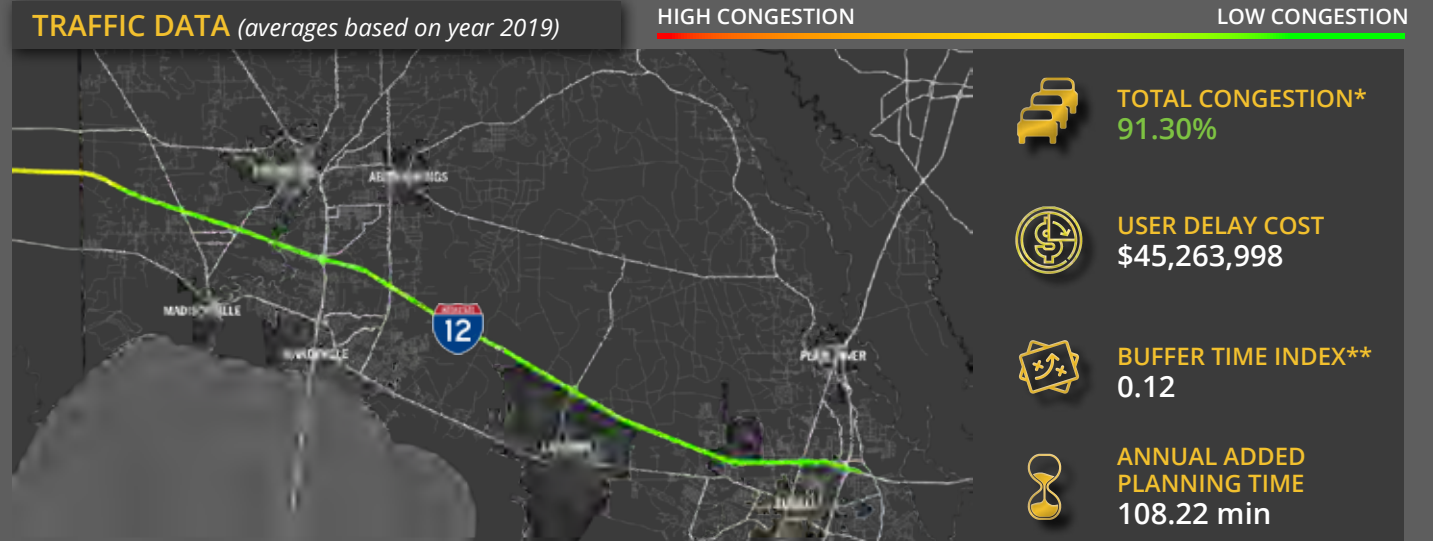 TRAFFIC DATA (averages based on year 2019)
HIGH CONGESTION
LOW CONGESTION
TOTAL CONGESTION*
91.30%
USER DELAY COST
$45,263,998
BUFFER TIME INDEX**
0.12
ANNUAL ADDED
PLANNING TIME
108.22 min
12